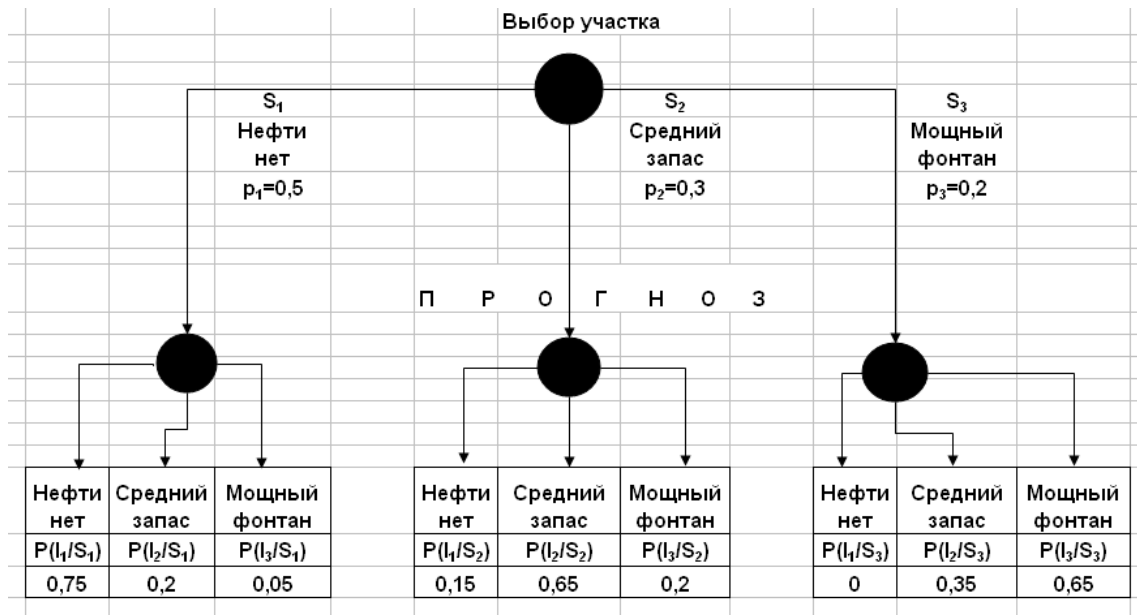 Выбор участка
S₁
Нефти
нет
p₁=0,5
S₂
Средний
запас
p₂=0,3
S₃
Мощный
фонтан
p₃=0,2
П Р О Г Н О З
Нефти Средний Мощный
нет запас фонтан
P(I₁/S₁) P(I₂/S₁) P(I₃/S₁)
0,75 0,2 0,05
Нефти Средний Мощный
нет запас фонтан
P(I₁/S₂) P(I₂/S₂) P(I₃/S₂)
0,15 0,65 0,2
Нефти Средний Мощный
нет запас фонтан
P(I₁/S₃) P(I₂/S₃) P(I₃/S₃)
0 0,35 0,65